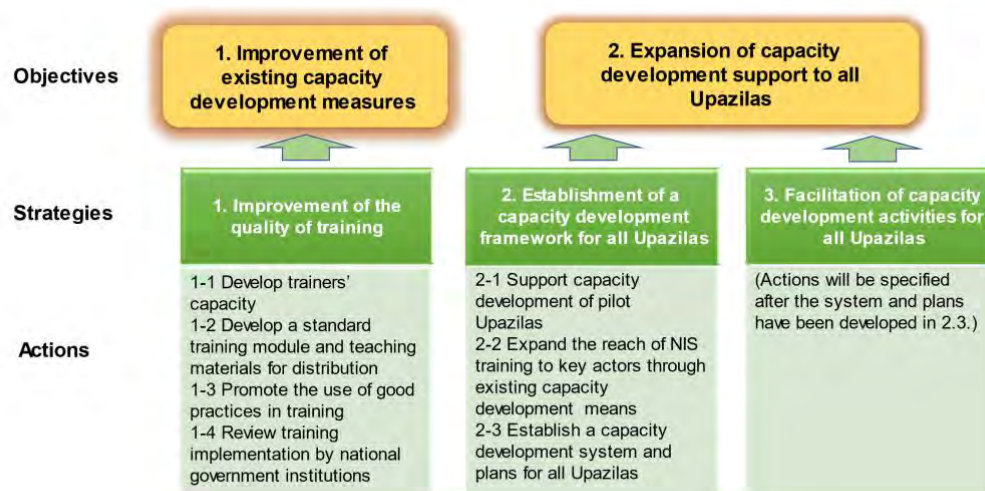 Objectives
1. Improvement of
existing capacity
development measures
2. Expansion of capacity
development support to all
Upazilas
Strategies
1. Improvement of the
quality of training
2. Establishment of a
capacity development
framework for all Upazilas
3. Facilitation of capacity
development activities for
all Upazilas
Actions
1-1 Develop trainers’
capacity
1-2 Develop a standard
training module and teaching
materials for distribution
1-3 Promote the use of good
practices in training
1-4 Review training
implementation by national
government institutions
2-1 Support capacity
development of pilot
Upazilas
2-2 Expand the reach of NIS
training to key actors through
existing capacity
development means
2-3 Establish a capacity
development system and
plans for all Upazilas
(Actions will be specified
after the system and plans
have been developed in 2.3.)